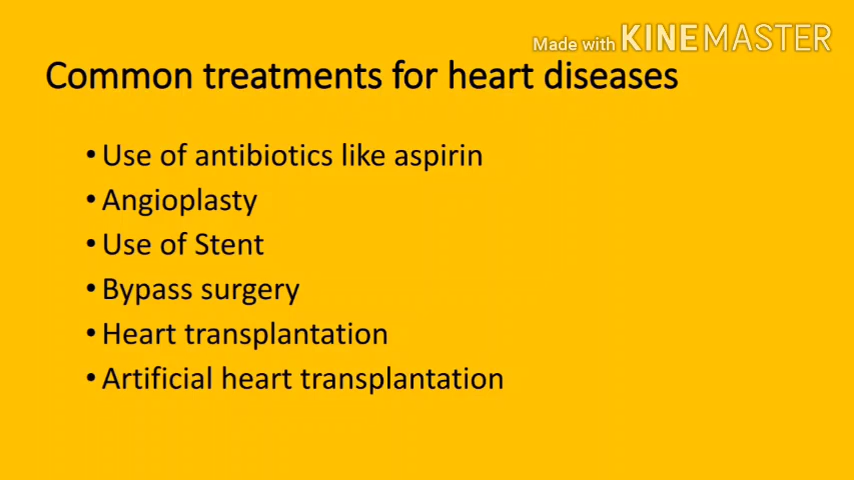 Made with KINEMASTER
Common treatments for heart diseases
• Use of antibiotics like aspirin
• Angioplasty
• Use of Stent
• Bypass surgery
• Heart transplantation
• Artificial heart transplantation